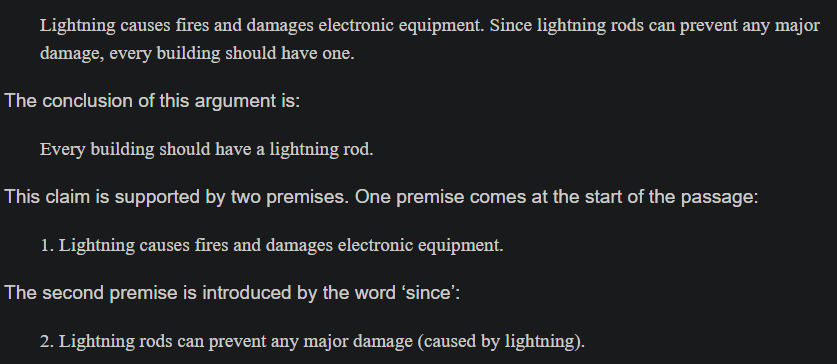 Lightning causes fires and damages electronic equipment. Since lightning rods can prevent any major
damage, every building should have one.
The conclusion of this argument is:
Every building should have a lightning rod.
This claim is supported by two premises. One premise comes at the start of the passage:
1. Lightning causes fires and damages electronic equipment.
The second premise is introduced by the word ‘since’:
2. Lightning rods can prevent any major damage (caused by lightning).